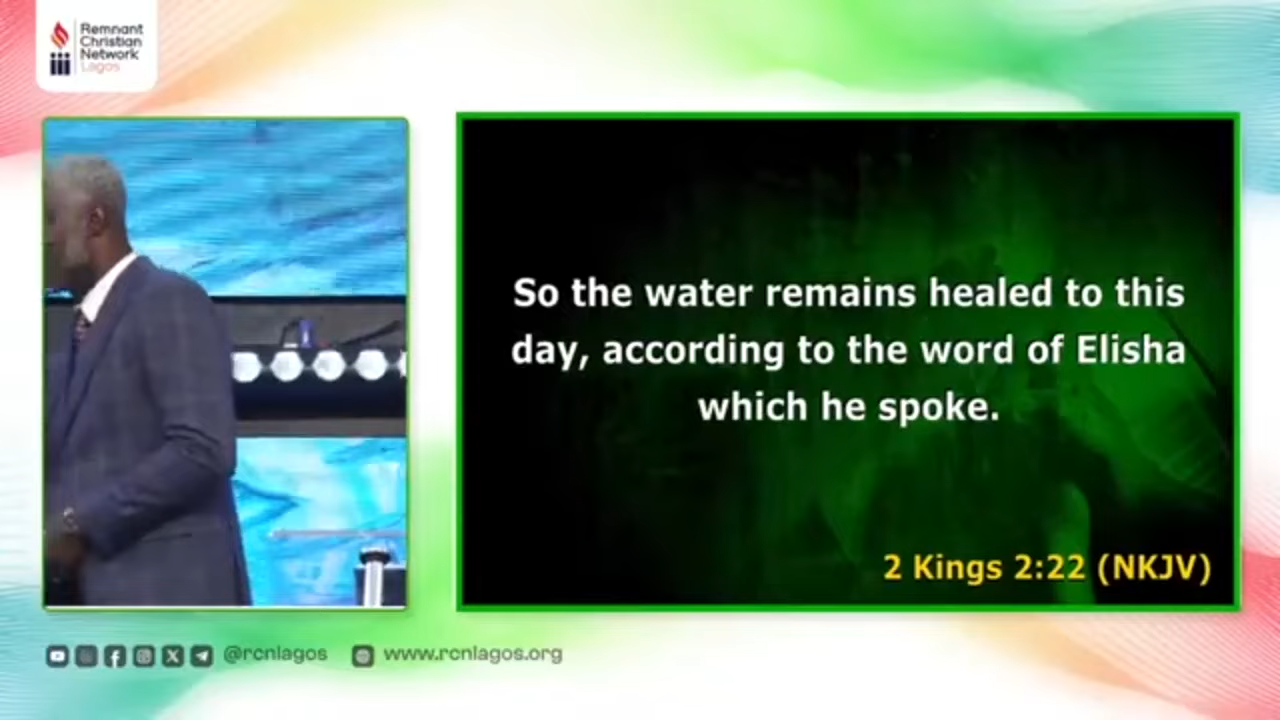 Remnant
Christian
Network
Lagos
So the water remains healed to this
day, according to the word of Elisha
which he spoke.
2 Kings 2:22 (NKJV)
@rcnlagos
www.rcnlagos.org